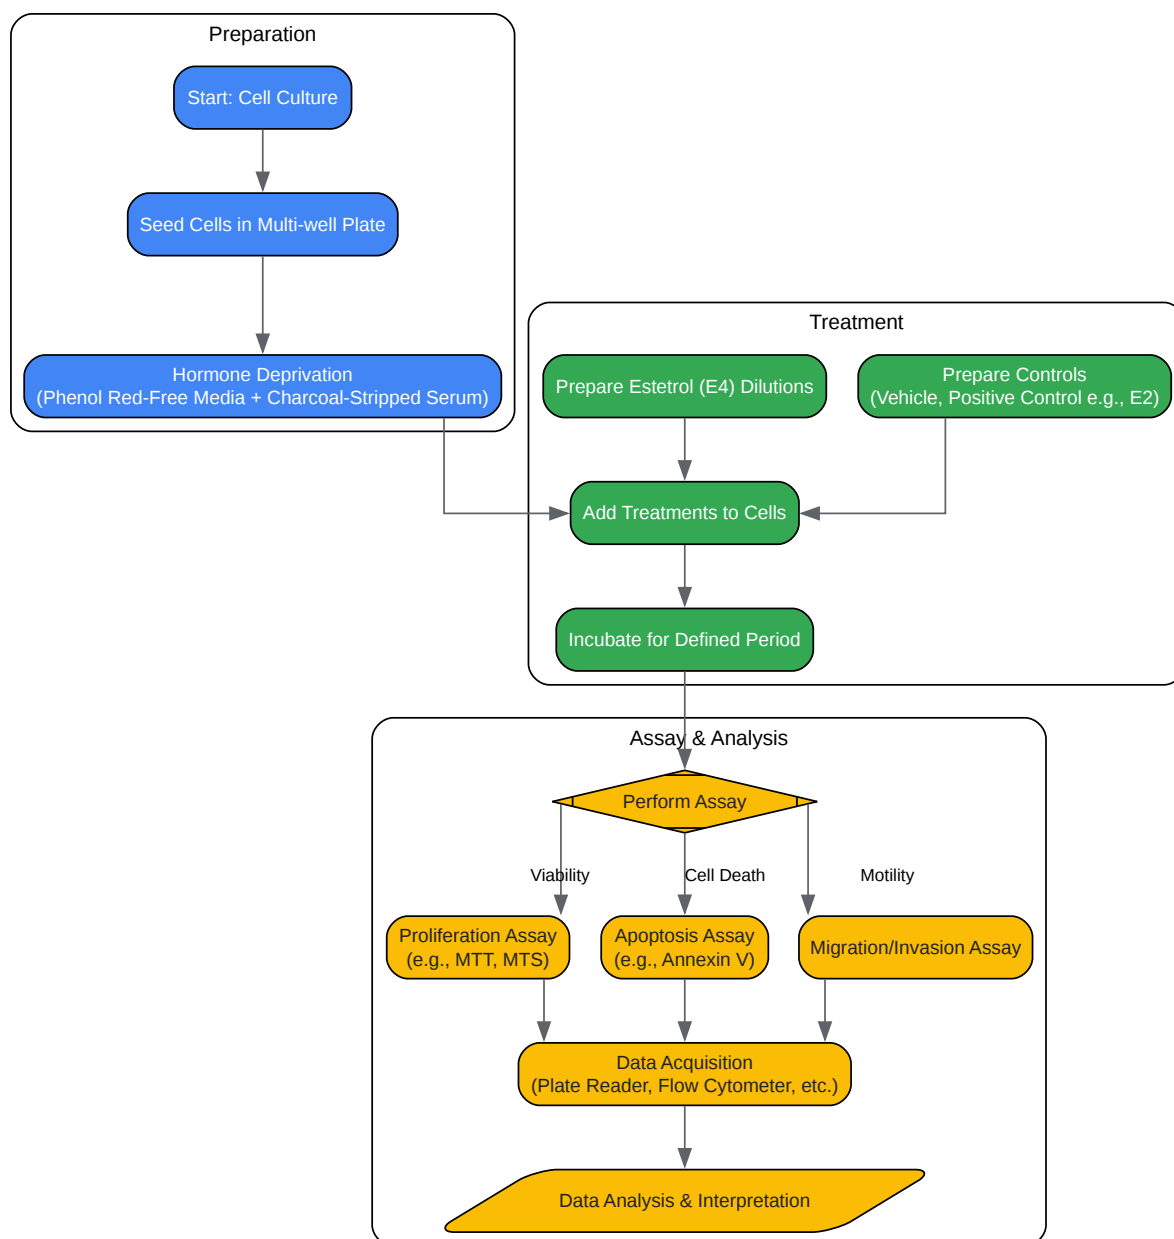 Preparation
Start: Cell Culture
Seed Cells in Multi-well Plate
Hormone Deprivation
(Phenol Red-Free Media + Charcoal-Stripped Serum)
Treatment
Prepare Estetrol (E4) Dilutions
Prepare Controls
(Vehicle, Positive Control e.g., E2)
Add Treatments to Cells
Incubate for Defined Period
Assay & Analysis
Perform Assay
Viability
Cell Death
Motility
Proliferation Assay
(e.g., MTT, MTS)
Apoptosis Assay
(e.g., Annexin V)
Migration/Invasion Assay
Data Acquisition
(Plate Reader, Flow Cytometer, etc.)
Data Analysis & Interpretation